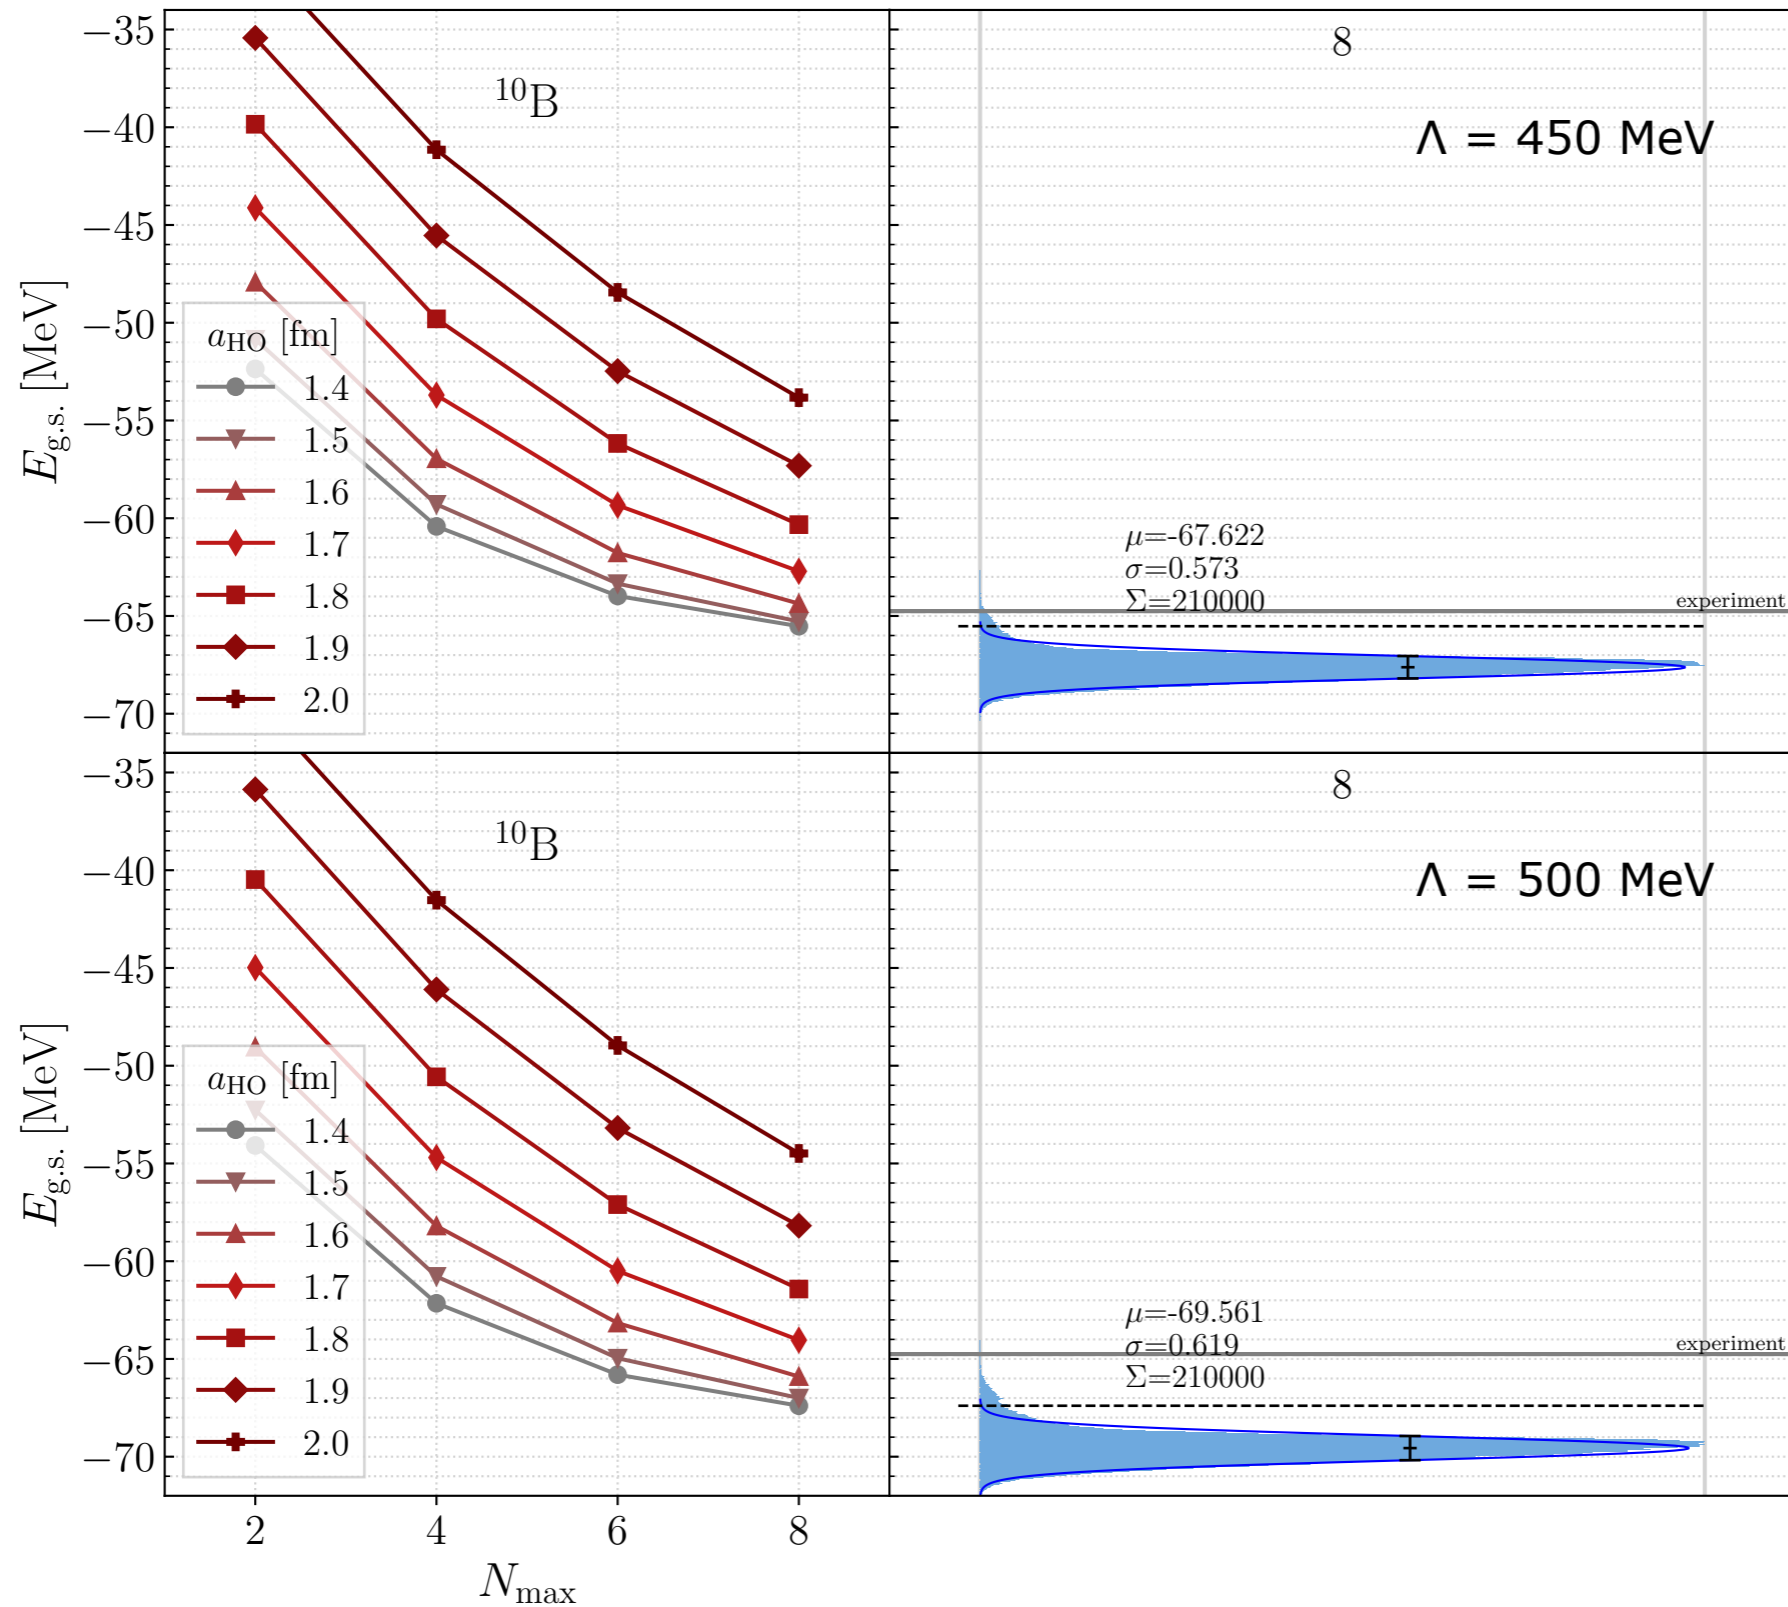 −35
−40
−45
−50
−55
−60
−65
−70
E_g.s. [MeV]
¹⁰B
a_HO [fm]
1.4
1.5
1.6
1.7
1.8
1.9
2.0
8
Λ = 450 MeV
μ=-67.622
σ=0.573
Σ=210000
experiment
−35
−40
−45
−50
−55
−60
−65
−70
E_g.s. [MeV]
¹⁰B
a_HO [fm]
1.4
1.5
1.6
1.7
1.8
1.9
2.0
8
Λ = 500 MeV
μ=-69.561
σ=0.619
Σ=210000
experiment
2 4 6 8
N_max